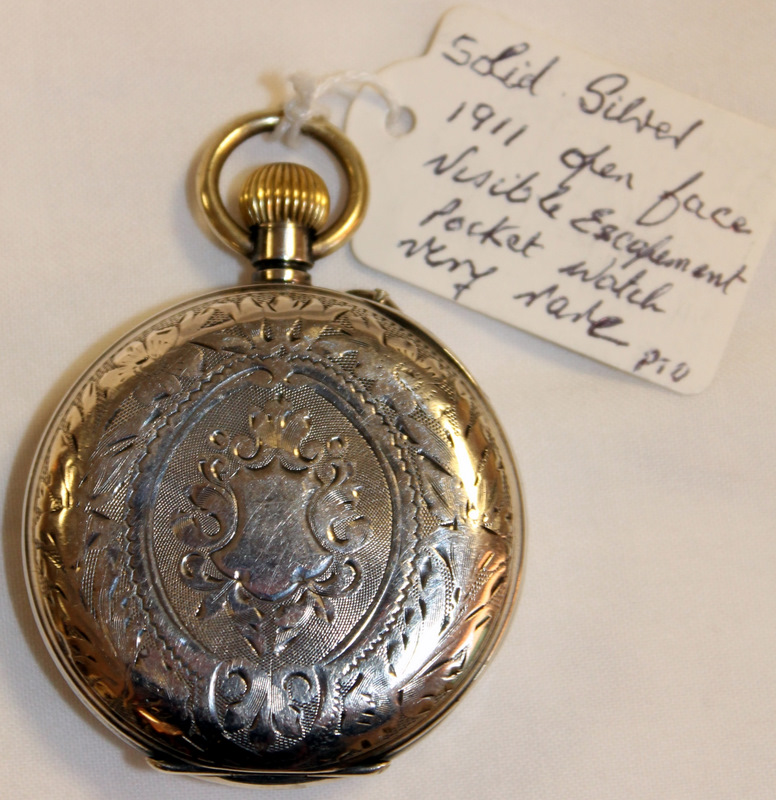 Solid. Silver
1911 open face
Visible Escapement
Pocket Watch
very rare
P.T.O